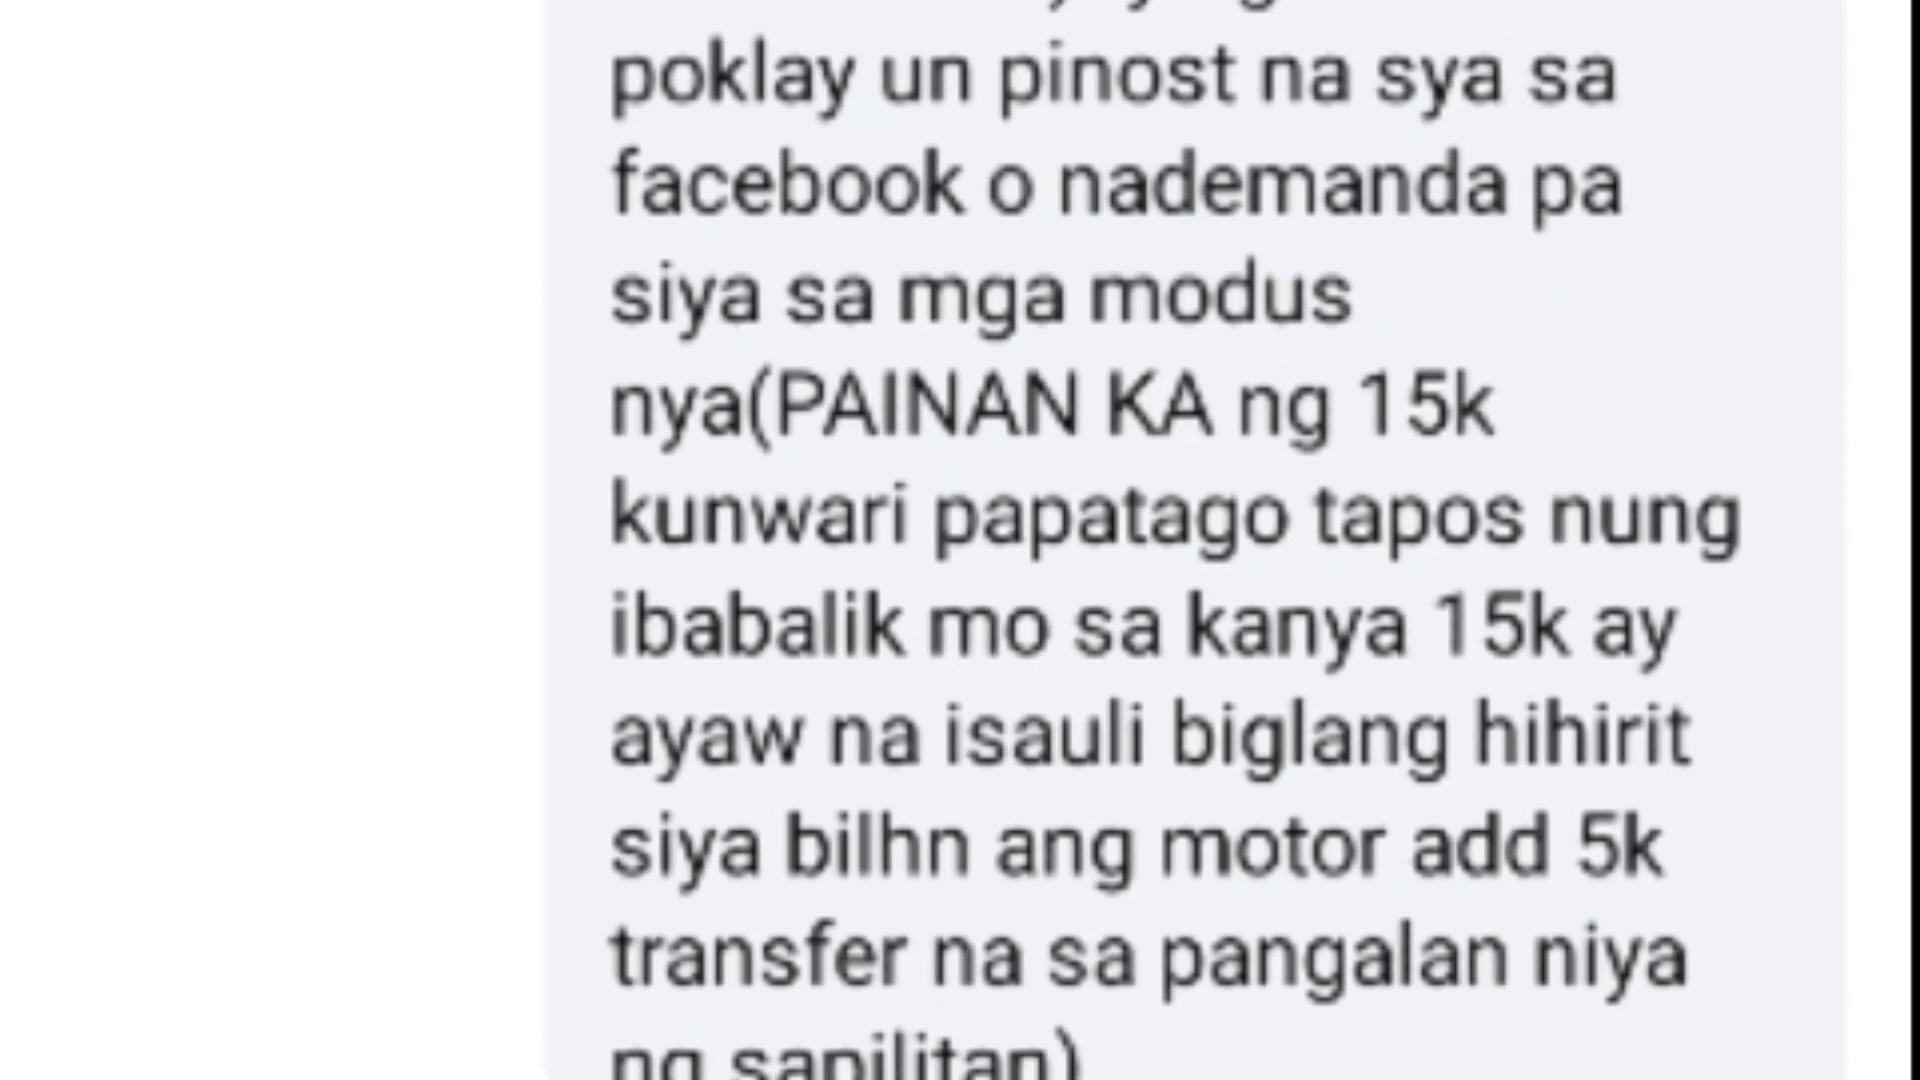 poklay un pinost na sya sa
facebook o nademanda pa
siya sa mga modus
nya(PAINAN KA ng 15k
kunwari papatago tapos nung
ibabalik mo sa kanya 15k ay
ayaw na isauli biglang hihirit
siya bilhn ang motor add 5k
transfer na sa pangalan niya
ng sapilitan)